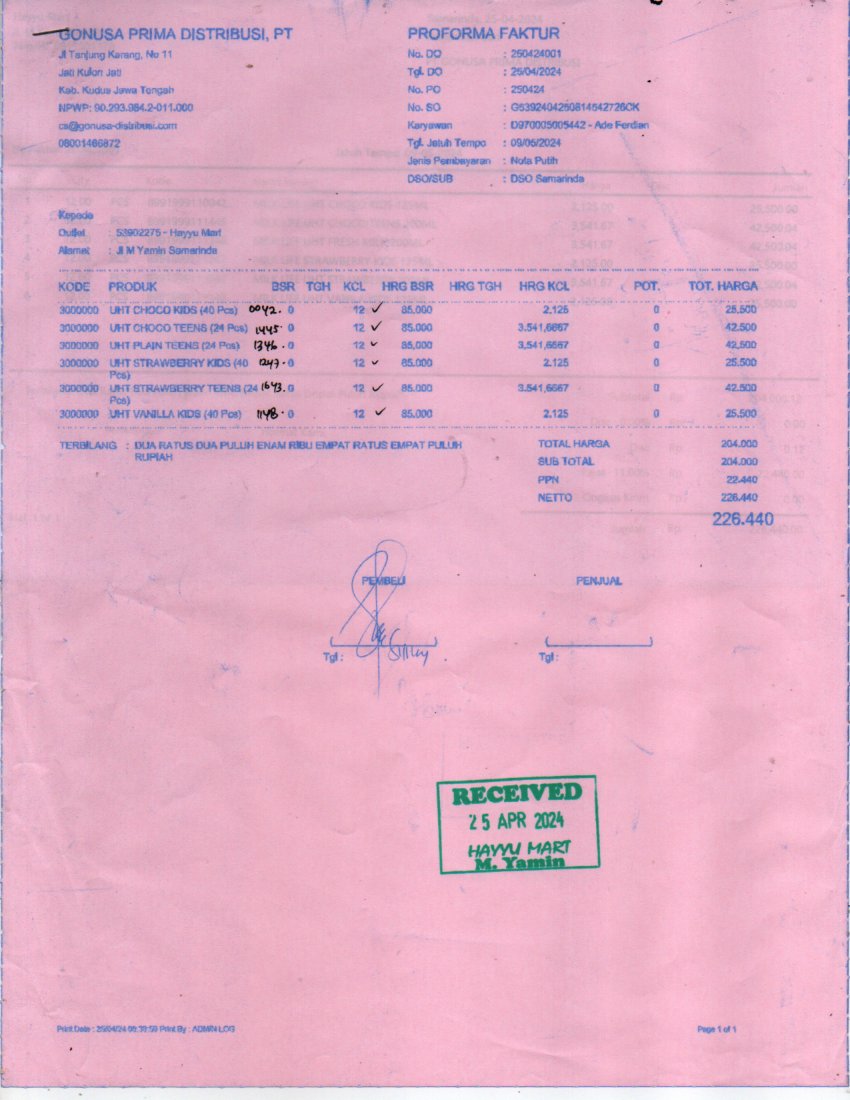 GONUSA PRIMA DISTRIBUSI, PT
Jl Tanjung Karang, No 11
Jati Kulon Jati
Kab. Kudus Jawa Tengah
NPWP: 90.293.984.2-011.000
cs@gonusa-distribusi.com
08001466872
PROFORMA FAKTUR
No. DO : 250424001
Tgl. DO : 25/04/2024
No. PO : 250424
No. SO : G5392404250814542726CK
Karyawan : D970005005442 - Ade Ferdian
Tgl. Jatuh Tempo : 09/05/2024
Jenis Pembayaran : Nota Putih
DSO/SUB : DSO Samarinda
Kepada
Outlet : 53902275 - Hayyu Mart
Alamat : Jl M Yamin Samarinda
KODE PRODUK BSR TGH KCL HRG BSR HRG TGH HRG KCL POT. TOT. HARGA
3000000 UHT CHOCO KIDS (40 Pcs) 0042. 0 12 ✓ 85.000 2.125 0 25.500
3000000 UHT CHOCO TEENS (24 Pcs) 1445. 0 12 ✓ 85.000 3.541,6667 0 42.500
3000000 UHT PLAIN TEENS (24 Pcs) 1346. 0 12 ✓ 85.000 3.541,6667 0 42.500
3000000 UHT STRAWBERRY KIDS (40 Pcs) 1247. 0 12 ✓ 85.000 2.125 0 25.500
3000000 UHT STRAWBERRY TEENS (24 Pcs) 1643. 0 12 ✓ 85.000 3.541,6667 0 42.500
3000000 UHT VANILLA KIDS (40 Pcs) 1148. 0 12 ✓ 85.000 2.125 0 25.500
TERBILANG : DUA RATUS DUA PULUH ENAM RIBU EMPAT RATUS EMPAT PULUH
RUPIAH
TOTAL HARGA 204.000
SUB TOTAL 204.000
PPN 22.440
NETTO 226.440
226.440
PEMBELI PENJUAL
Tgl : Tgl :
RECEIVED
25 APR 2024
HAYYU MART
M. Yamin
Print By : ADMIN LOG
Page 1 of 1